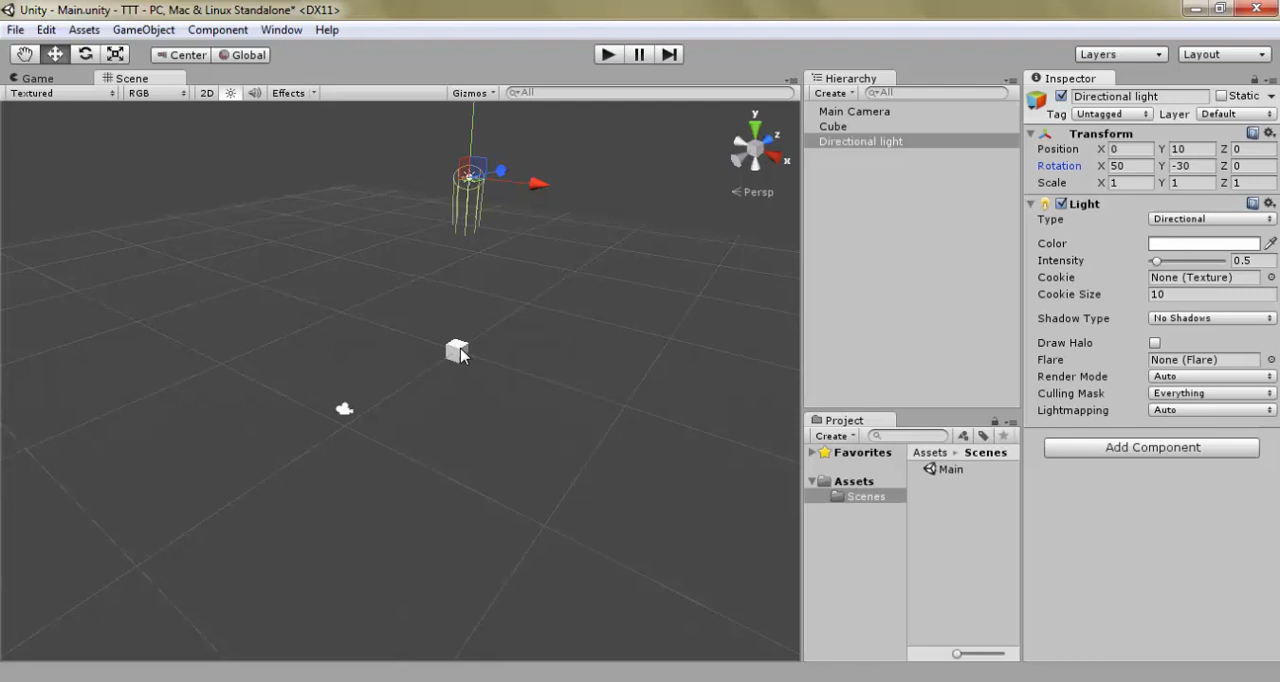 Unity - Main.unity - TTT - PC, Mac & Linux Standalone* <DX11>
File Edit Assets GameObject Component Window Help
Center Global Layers Layout
Game Scene
Textured RGB 2D Effects Gizmos All
y
z
x
Persp
Hierarchy
Create All
Main Camera
Cube
Directional light
Project
Create
Favorites
Assets
Scenes
Assets Scenes
Main
Inspector
Directional light Static
Tag Untagged Layer Default
Transform
Position X 0 Y 10 Z 0
Rotation X 50 Y -30 Z 0
Scale X 1 Y 1 Z 1
Light
Type Directional
Color
Intensity 0.5
Cookie None (Texture)
Cookie Size 10
Shadow Type No Shadows
Draw Halo
Flare None (Flare)
Render Mode Auto
Culling Mask Everything
Lightmapping Auto
Add Component